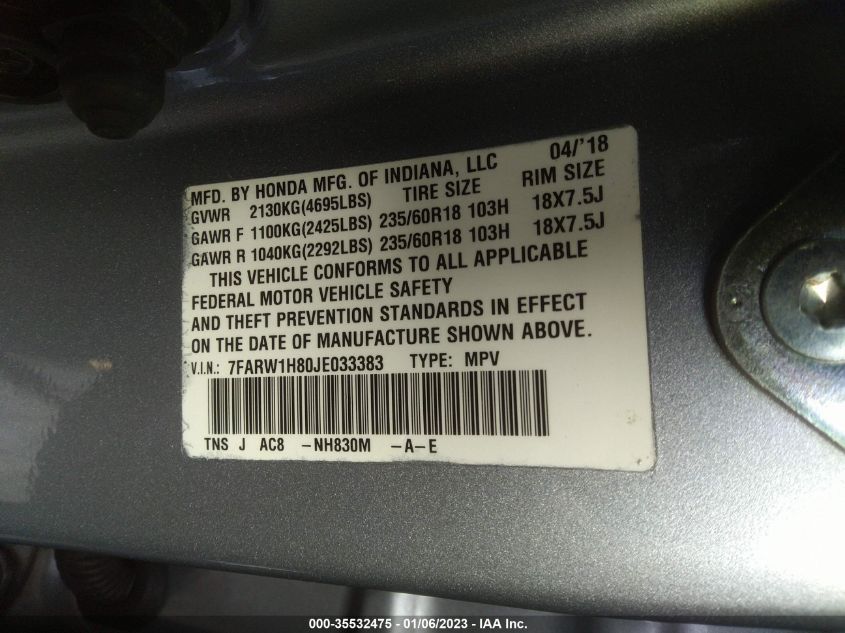 MFD. BY HONDA MFG. OF INDIANA, LLC 04/'18
GVWR 2130KG(4695LBS) TIRE SIZE RIM SIZE
GAWR F 1100KG(2425LBS) 235/60R18 103H 18X7.5J
GAWR R 1040KG(2292LBS) 235/60R18 103H 18X7.5J
THIS VEHICLE CONFORMS TO ALL APPLICABLE
FEDERAL MOTOR VEHICLE SAFETY
AND THEFT PREVENTION STANDARDS IN EFFECT
ON THE DATE OF MANUFACTURE SHOWN ABOVE.
V.I.N.: 7FARW1H80JE033383 TYPE: MPV
TNS J AC8 -NH830M -A-E
000-35532475 - 01/06/2023 - IAA Inc.